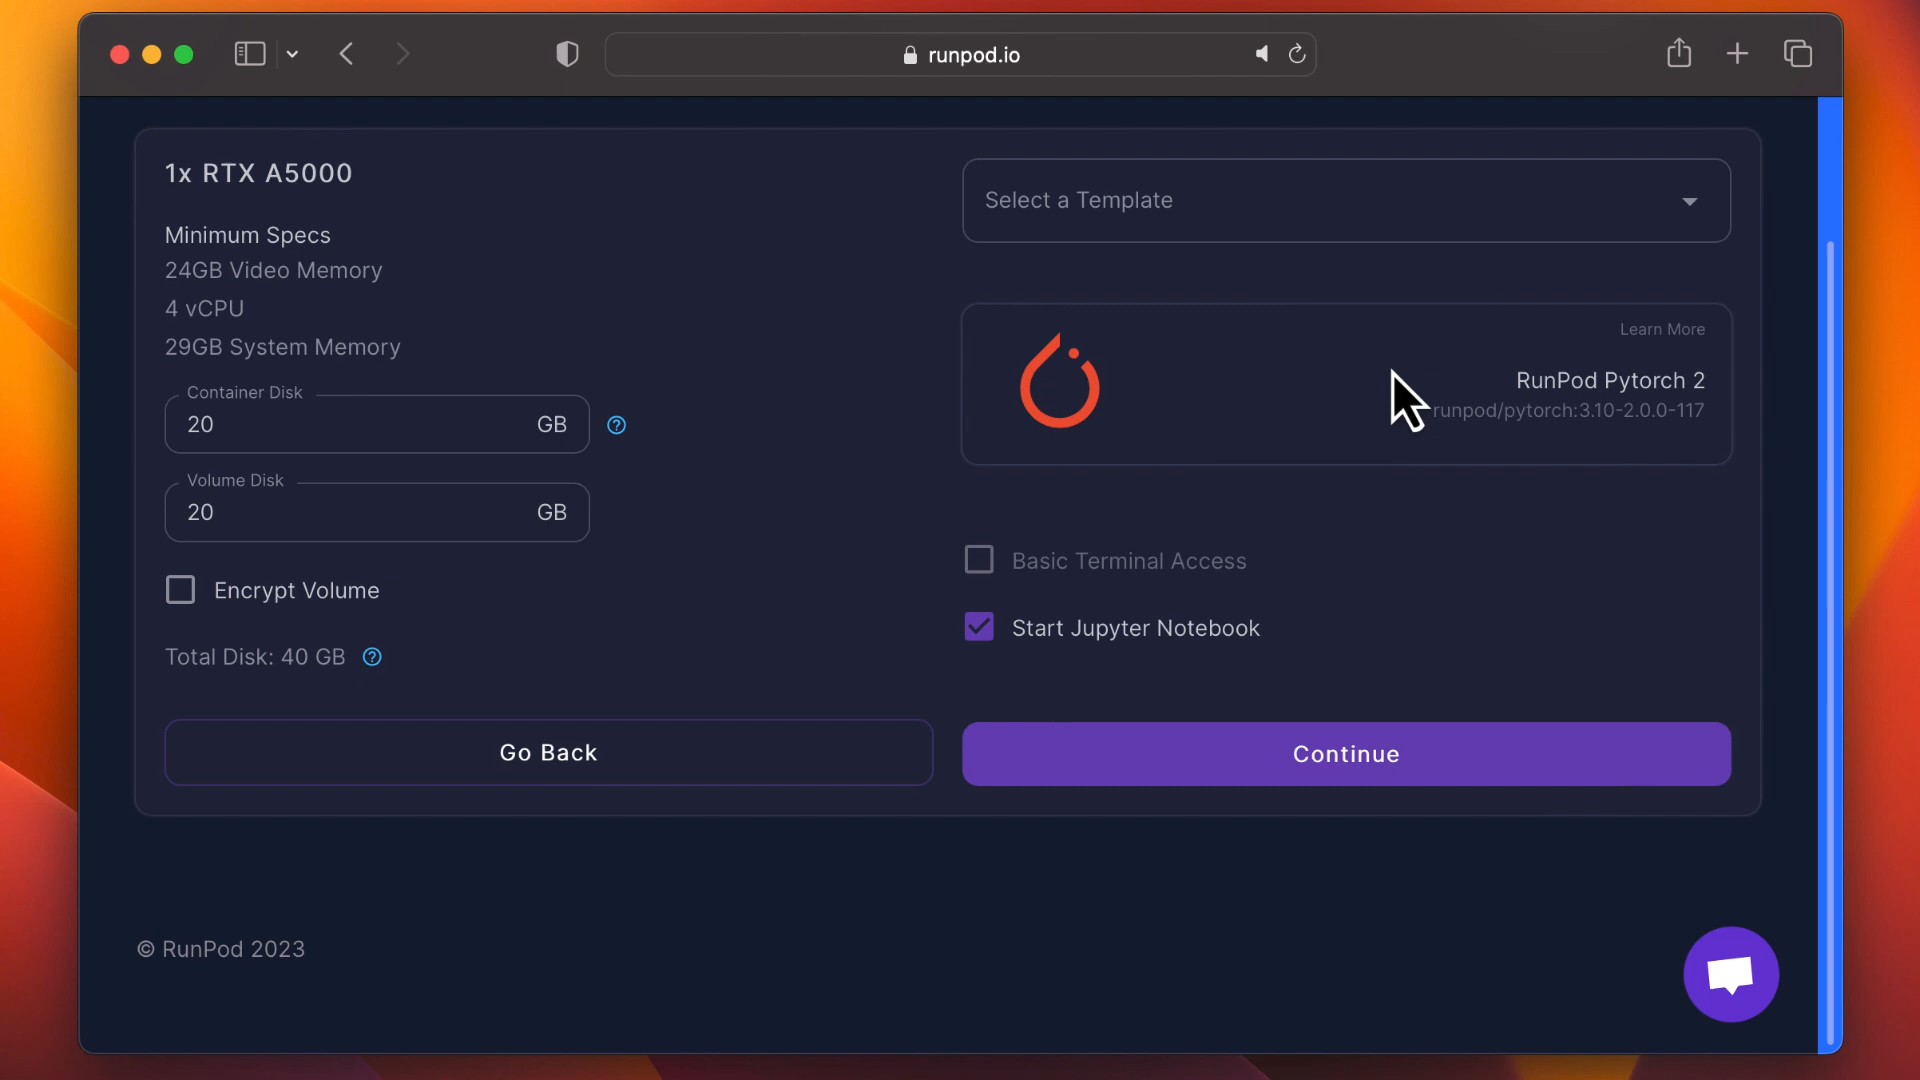 runpod.io
1x RTX A5000
Minimum Specs
24GB Video Memory
4 vCPU
29GB System Memory
Container Disk
20 GB
Volume Disk
20 GB
Encrypt Volume
Total Disk: 40 GB
Go Back
Select a Template
Learn More
RunPod Pytorch 2
runpod/pytorch:3.10-2.0.0-117
Basic Terminal Access
Start Jupyter Notebook
Continue
© RunPod 2023